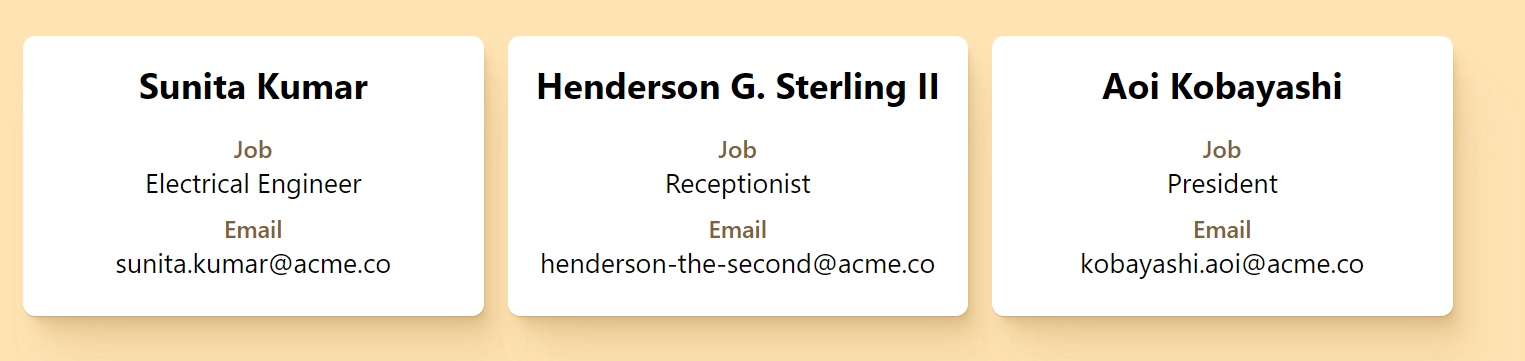 Sunita Kumar
Job
Electrical Engineer
Email
sunita.kumar@acme.co
Henderson G. Sterling II
Job
Receptionist
Email
henderson-the-second@acme.co
Aoi Kobayashi
Job
President
Email
kobayashi.aoi@acme.co